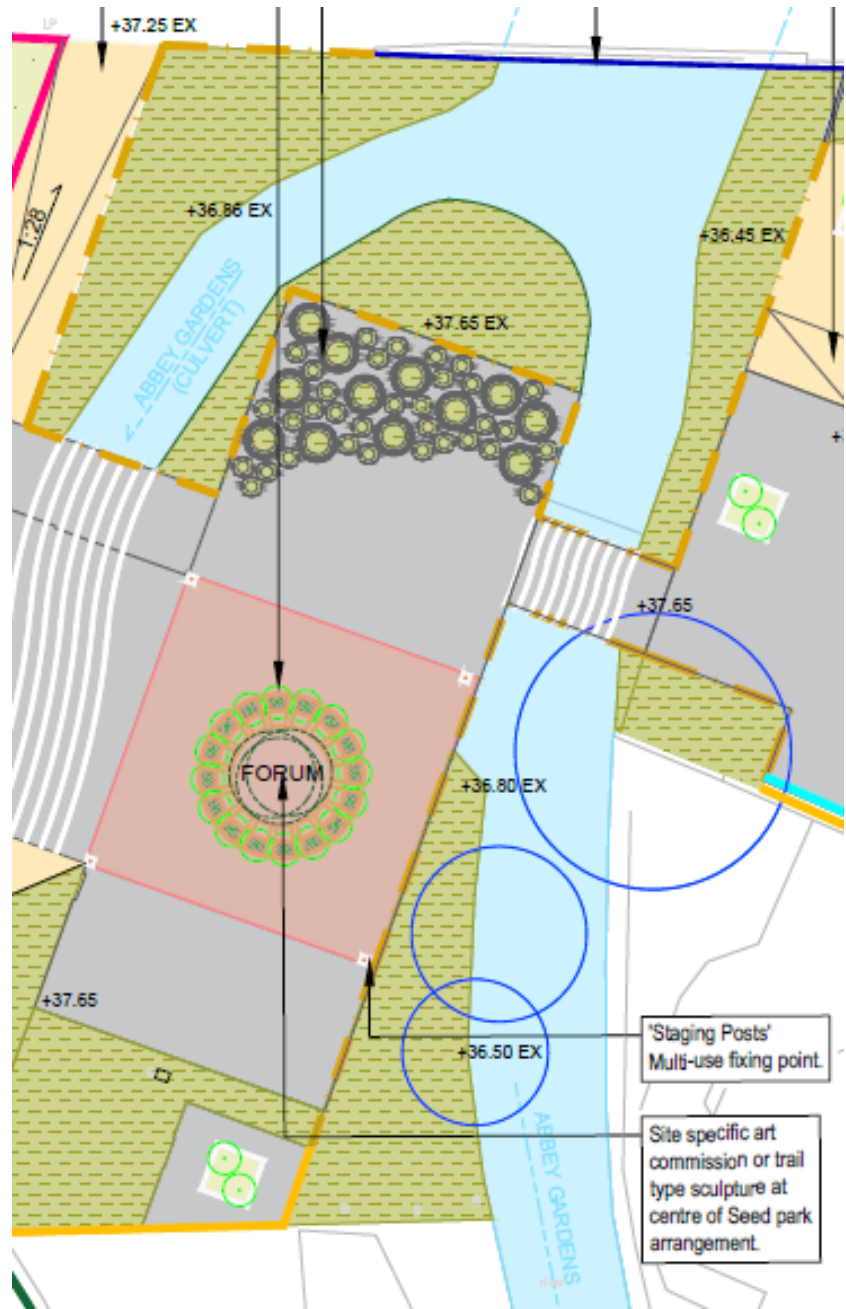 LP
+37.25 EX
+36.86 EX
+36.45 EX
1:28
ABBEY GARDENS
(CULVERT)
+37.65 EX
+37.65
FORUM
+36.80 EX
+37.65
'Staging Posts'
Multi-use fixing point.
+36.50 EX
ABBEY GARDENS
Site specific art
commission or trail
type sculpture at
centre of Seed park
arrangement.